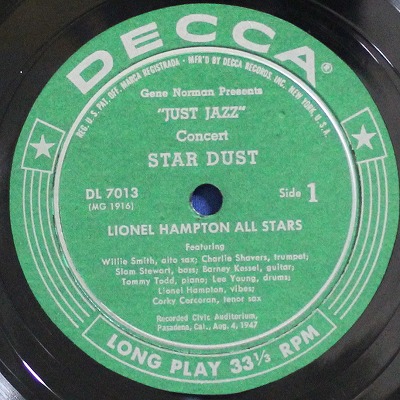 DECCA®
REG. U.S. PAT. OFF. MARCA REGISTRADA - MF'D BY DECCA RECORDS, INC., NEW YORK, U.S.A.
Gene Norman Presents
"JUST JAZZ"
Concert
STAR DUST
DL 7013
(MG 1916)
Side 1
LIONEL HAMPTON ALL STARS
Featuring
Willie Smith, alto sax; Charlie Shavers, trumpet;
Slam Stewart, bass; Barney Kessel, guitar;
Tommy Todd, piano; Lee Young, drums;
Lionel Hampton, vibes;
Corky Corcoran, tenor sax
Recorded Civic Auditorium,
Pasadena, Cal., Aug. 4, 1947
LONG PLAY 33⅓ RPM